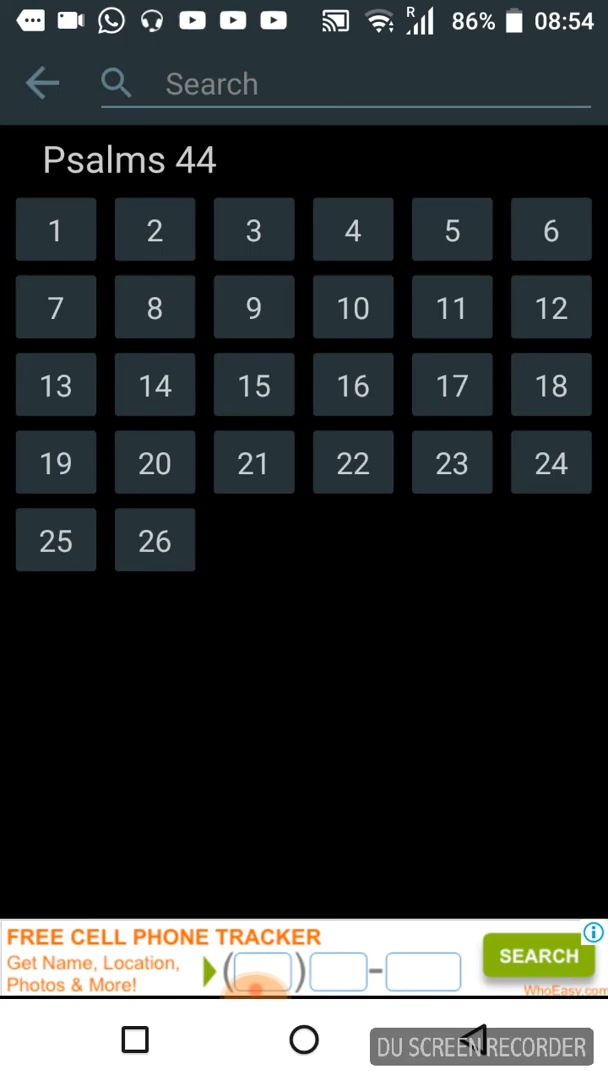 R 86% 08:54
Search
Psalms 44
1 2 3 4 5 6
7 8 9 10 11 12
13 14 15 16 17 18
19 20 21 22 23 24
25 26
FREE CELL PHONE TRACKER
Get Name, Location,
Photos & More!
( ) -
SEARCH
WhoEasy.com
DU SCREEN RECORDER